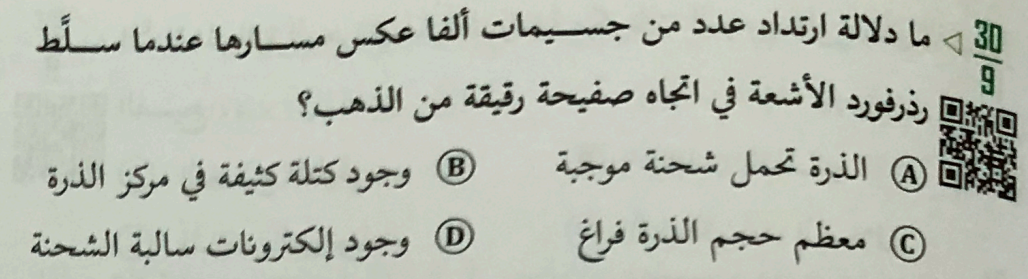 30/9 ◁ ما دلالة ارتداد عدد من جسيمات ألفا عكس مسارها عندما سلَّط
رذرفورد الأشعة في اتجاه صفيحة رقيقة من الذهب؟
A الذرة تحمل شحنة موجبة B وجود كتلة كثيفة في مركز الذرة
C معظم حجم الذرة فراغ D وجود إلكترونات سالبة الشحنة